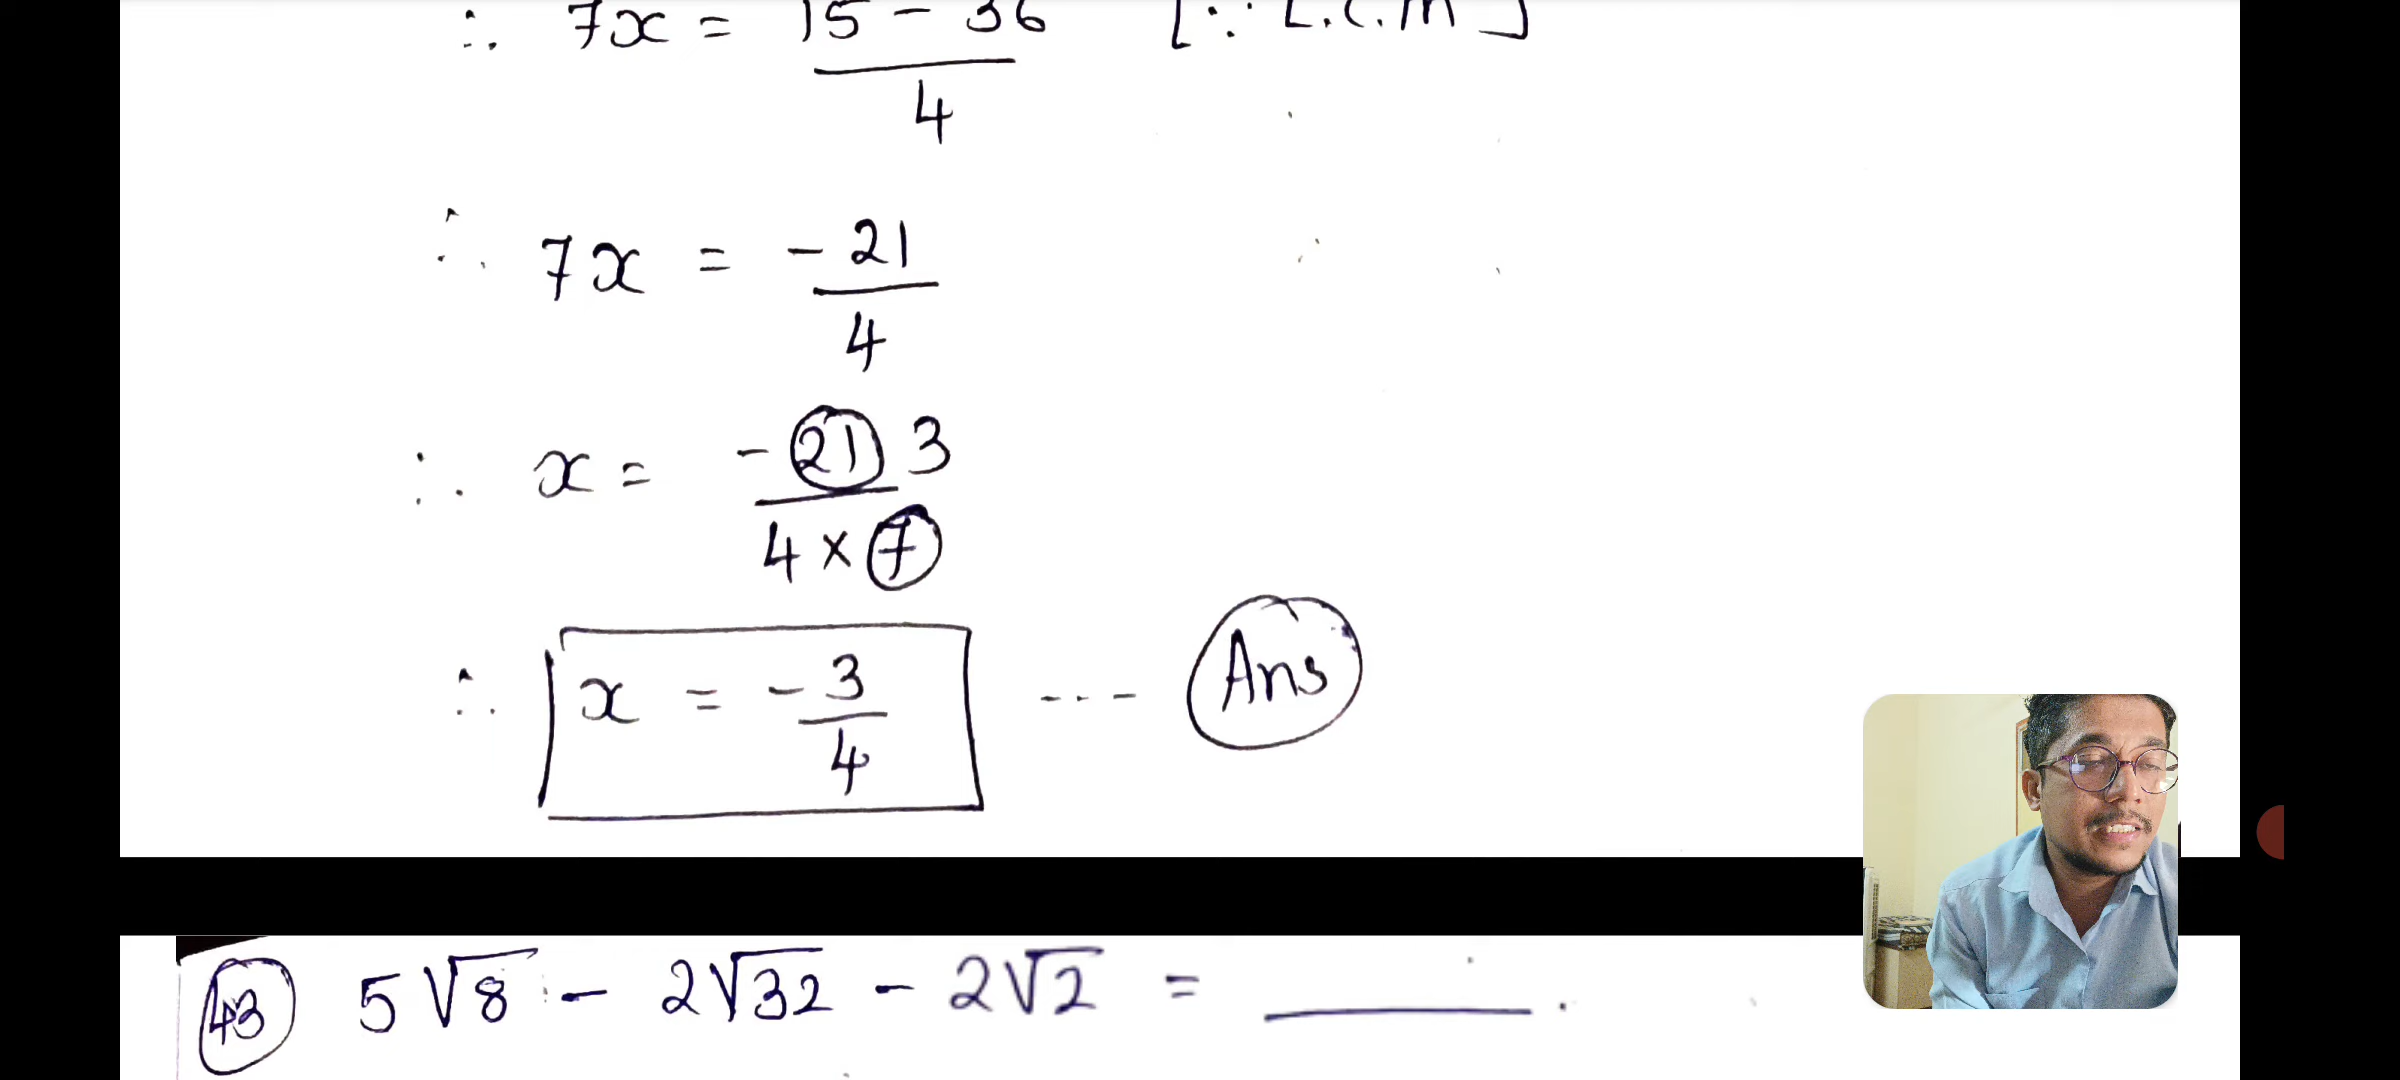 ∴ 7x = 15 - 36 / 4 [∵ L.C.M]
∴ 7x = -21 / 4
∴ x = -21 3 / 4 × 7
∴ x = -3/4 --- Ans
43 5√8 - 2√32 - 2√2 = ______.